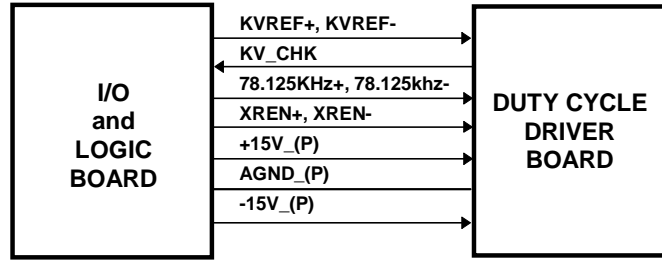 I/O
and
LOGIC
BOARD
KVREF+, KVREF-
KV_CHK
78.125KHz+, 78.125khz-
XREN+, XREN-
+15V_(P)
AGND_(P)
-15V_(P)
DUTY CYCLE
DRIVER
BOARD